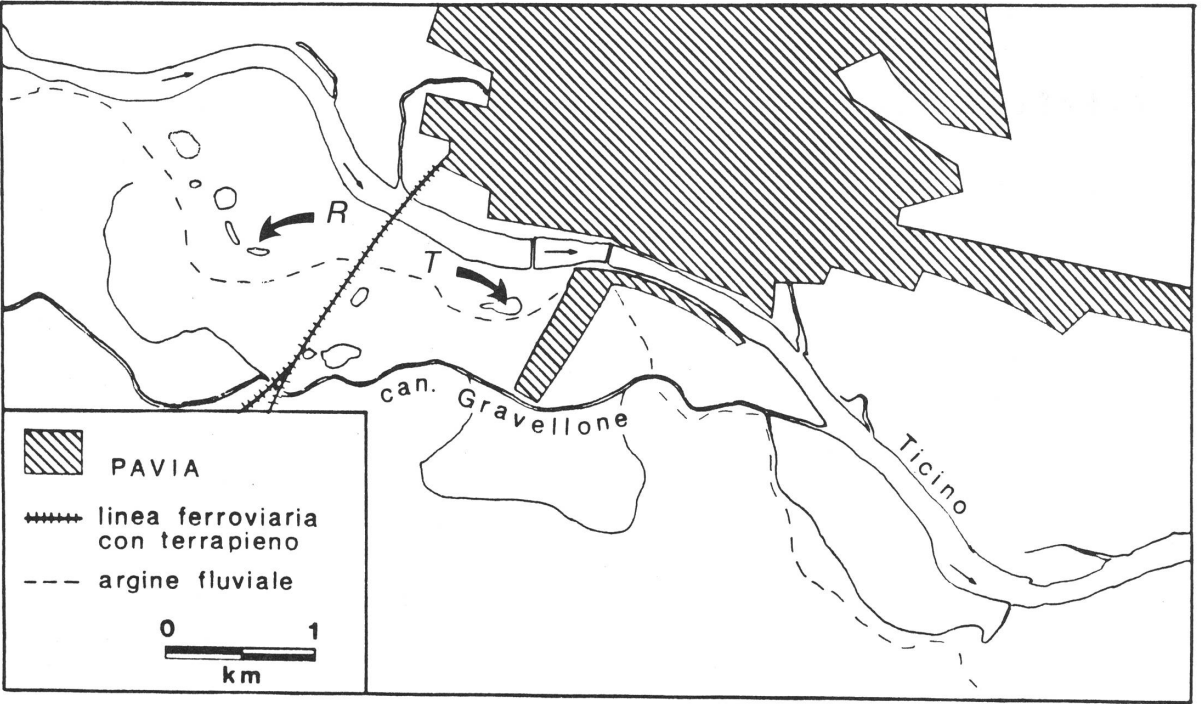 R
T
can. Gravellone
Ticino
PAVIA
linea ferroviaria
con terrapieno
argine fluviale
0 1
km